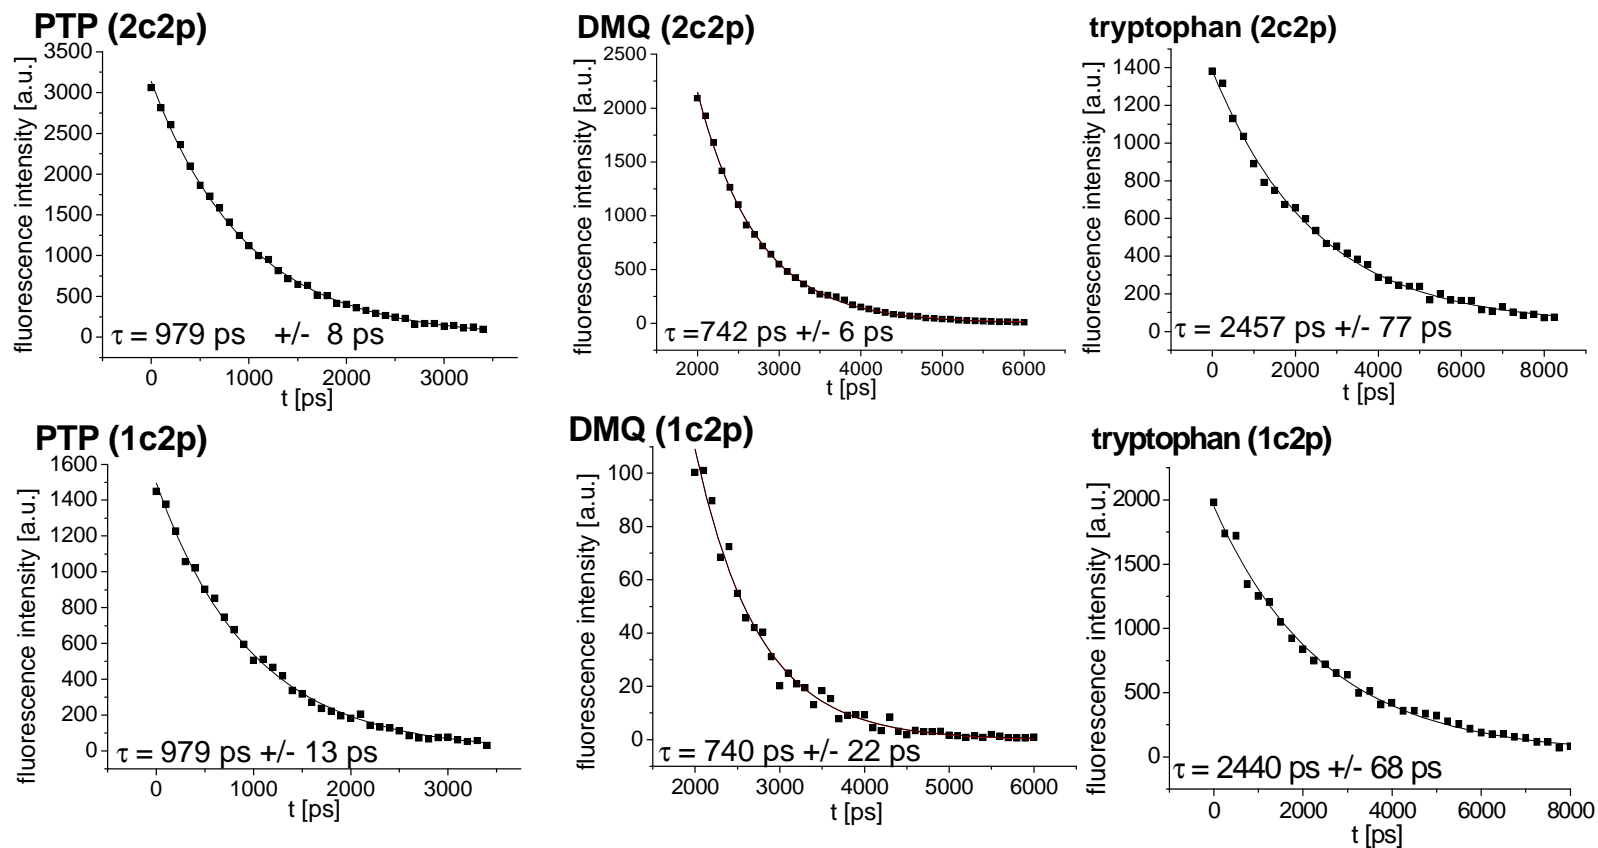 PTP (2c2p)
fluorescence intensity [a.u.]
3500
3000
2500
2000
1500
1000
500
0
τ = 979 ps +/- 8 ps
0 1000 2000 3000
t [ps]
DMQ (2c2p)
fluorescence intensity [a.u.]
2500
2000
1500
1000
500
0
τ =742 ps +/- 6 ps
2000 3000 4000 5000 6000
t [ps]
tryptophan (2c2p)
fluorescence intensity [a.u.]
1400
1200
1000
800
600
400
200
0
τ = 2457 ps +/- 77 ps
0 2000 4000 6000 8000
t [ps]
PTP (1c2p)
fluorescence intensity [a.u.]
1600
1400
1200
1000
800
600
400
200
0
τ = 979 ps +/- 13 ps
0 1000 2000 3000
t [ps]
DMQ (1c2p)
fluorescence intensity [a.u.]
100
80
60
40
20
0
τ = 740 ps +/- 22 ps
2000 3000 4000 5000 6000
t [ps]
tryptophan (1c2p)
fluorescence intensity [a.u.]
2000
1500
1000
500
0
τ = 2440 ps +/- 68 ps
0 2000 4000 6000 8000
t [ps]